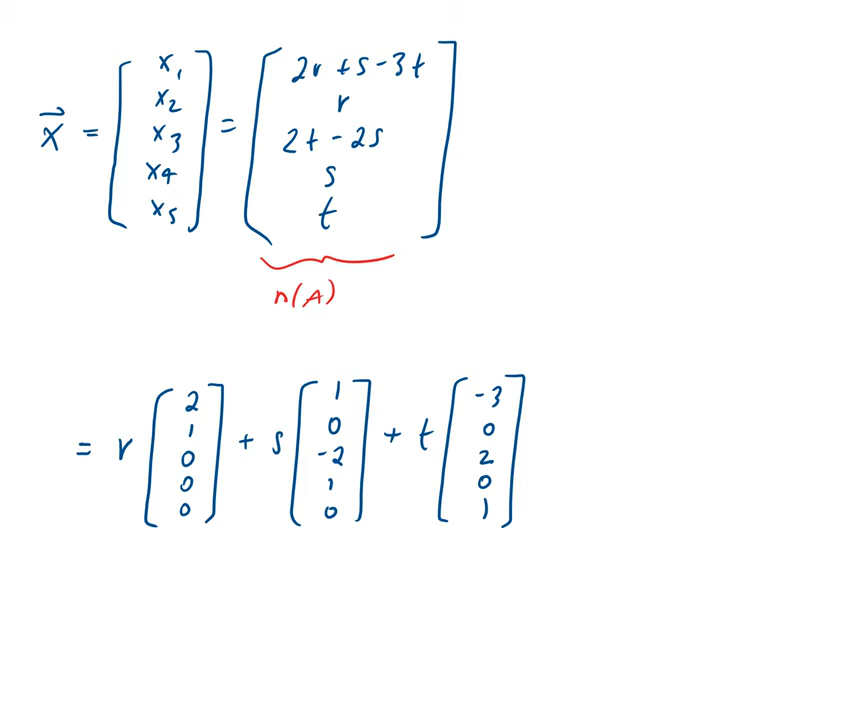 x⃗ = [x₁ x₂ x₃ x₄ x₅] = [2r + s - 3t, r, 2t - 2s, s, t]
n(A)
= r [2 1 0 0 0] + s [1 0 -2 1 0] + t [-3 0 2 0 1]